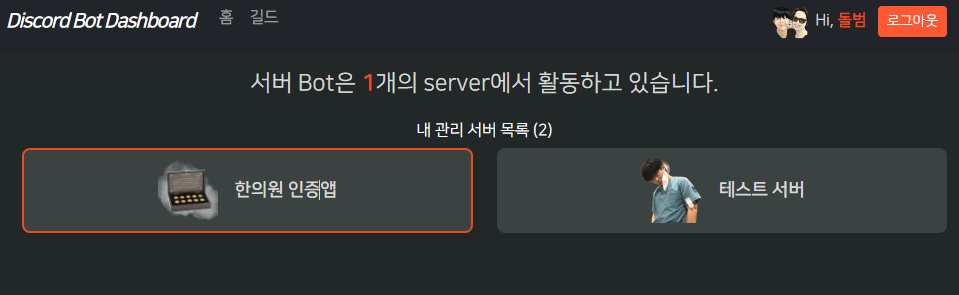 Discord Bot Dashboard 홈 길드 Hi, 돌범 로그아웃
서버 Bot은 1개의 server에서 활동하고 있습니다.
내 관리 서버 목록 (2)
한의원 인증앱 테스트 서버